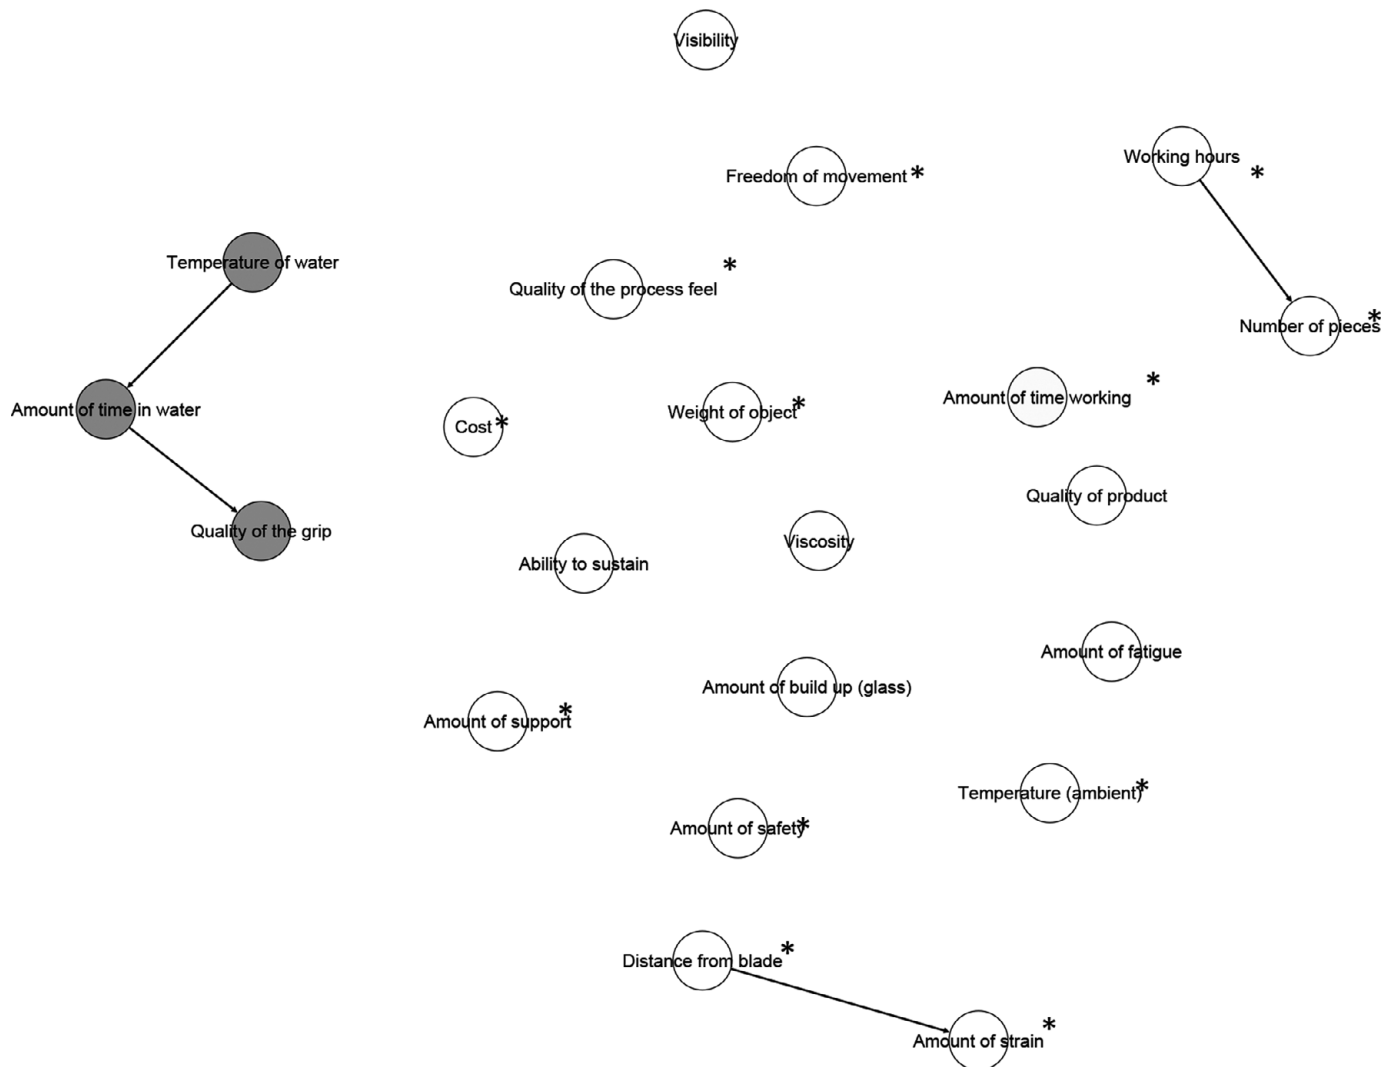 Visibility
Working hours
*
Freedom of movement *
Temperature of water
Quality of the process feel *
Number of pieces *
Amount of time working *
Amount of time in water
Weight of object *
Cost *
Quality of product
Quality of the grip
Viscosity
Ability to sustain
Amount of fatigue
Amount of build up (glass)
Amount of support *
Temperature (ambient) *
Amount of safety *
Distance from blade *
Amount of strain *